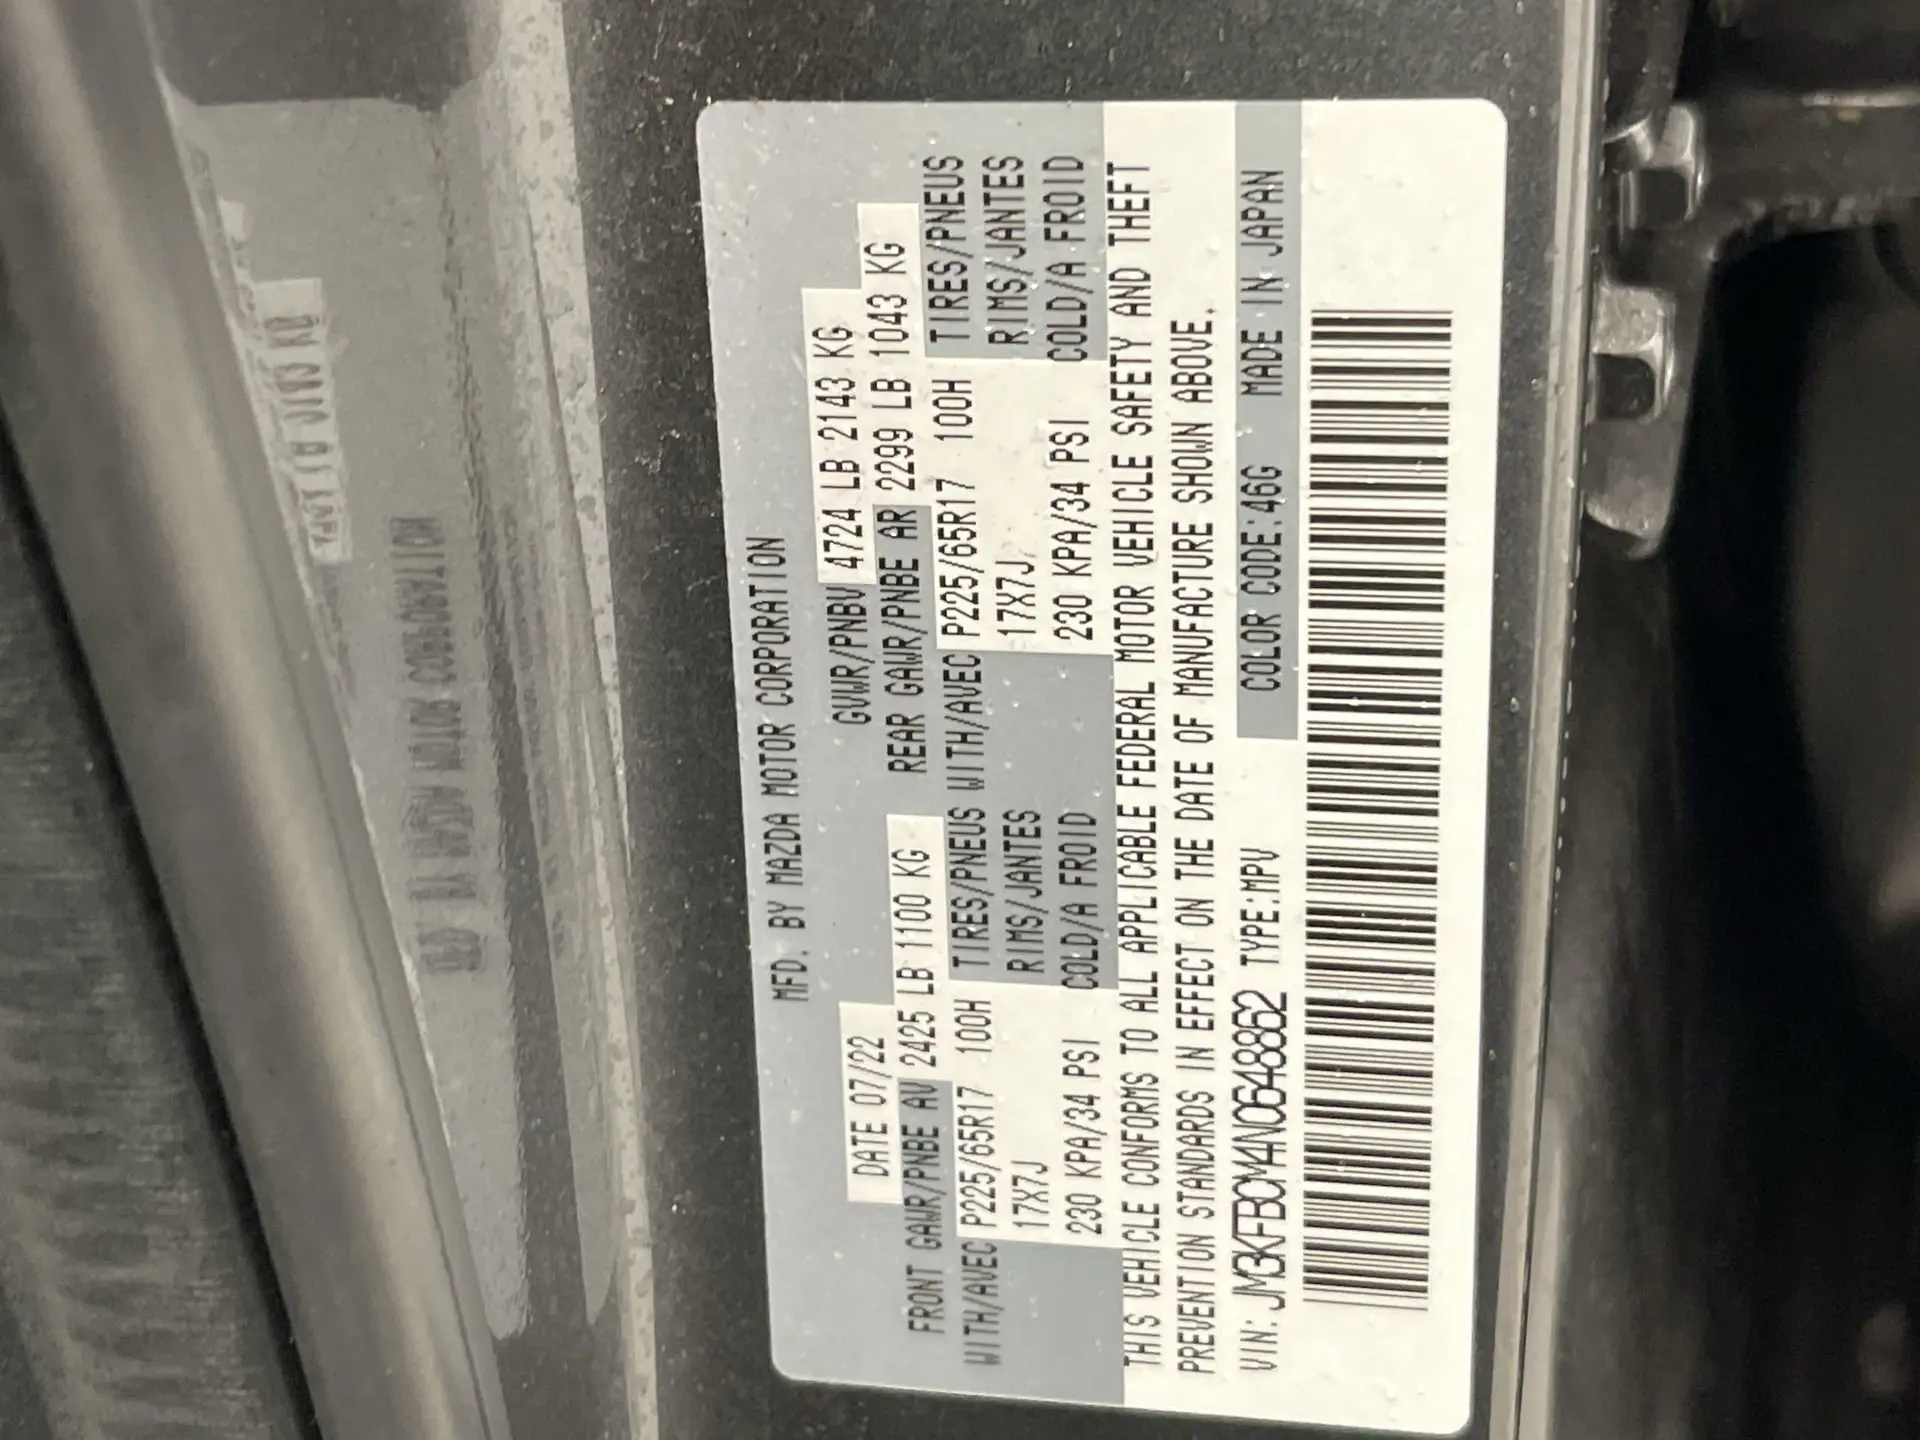 MFD. BY MAZDA MOTOR CORPORATION
DATE 07/22 GVWR/PNBV 4724 LB 2143 KG
FRONT GAWR/PNBE AV 2425 LB 1100 KG REAR GAWR/PNBE AR 2299 LB 1043 KG
WITH/AVEC P225/65R17 100H TIRES/PNEUS WITH/AVEC P225/65R17 100H TIRES/PNEUS
17X7J RIMS/JANTES 17X7J RIMS/JANTES
230 KPA/34 PSI COLD/A FROID 230 KPA/34 PSI COLD/A FROID
THIS VEHICLE CONFORMS TO ALL APPLICABLE FEDERAL MOTOR VEHICLE SAFETY AND THEFT
PREVENTION STANDARDS IN EFFECT ON THE DATE OF MANUFACTURE SHOWN ABOVE.
VIN: JM3KFBCM4N0648862 TYPE:MPV COLOR CODE:46G MADE IN JAPAN